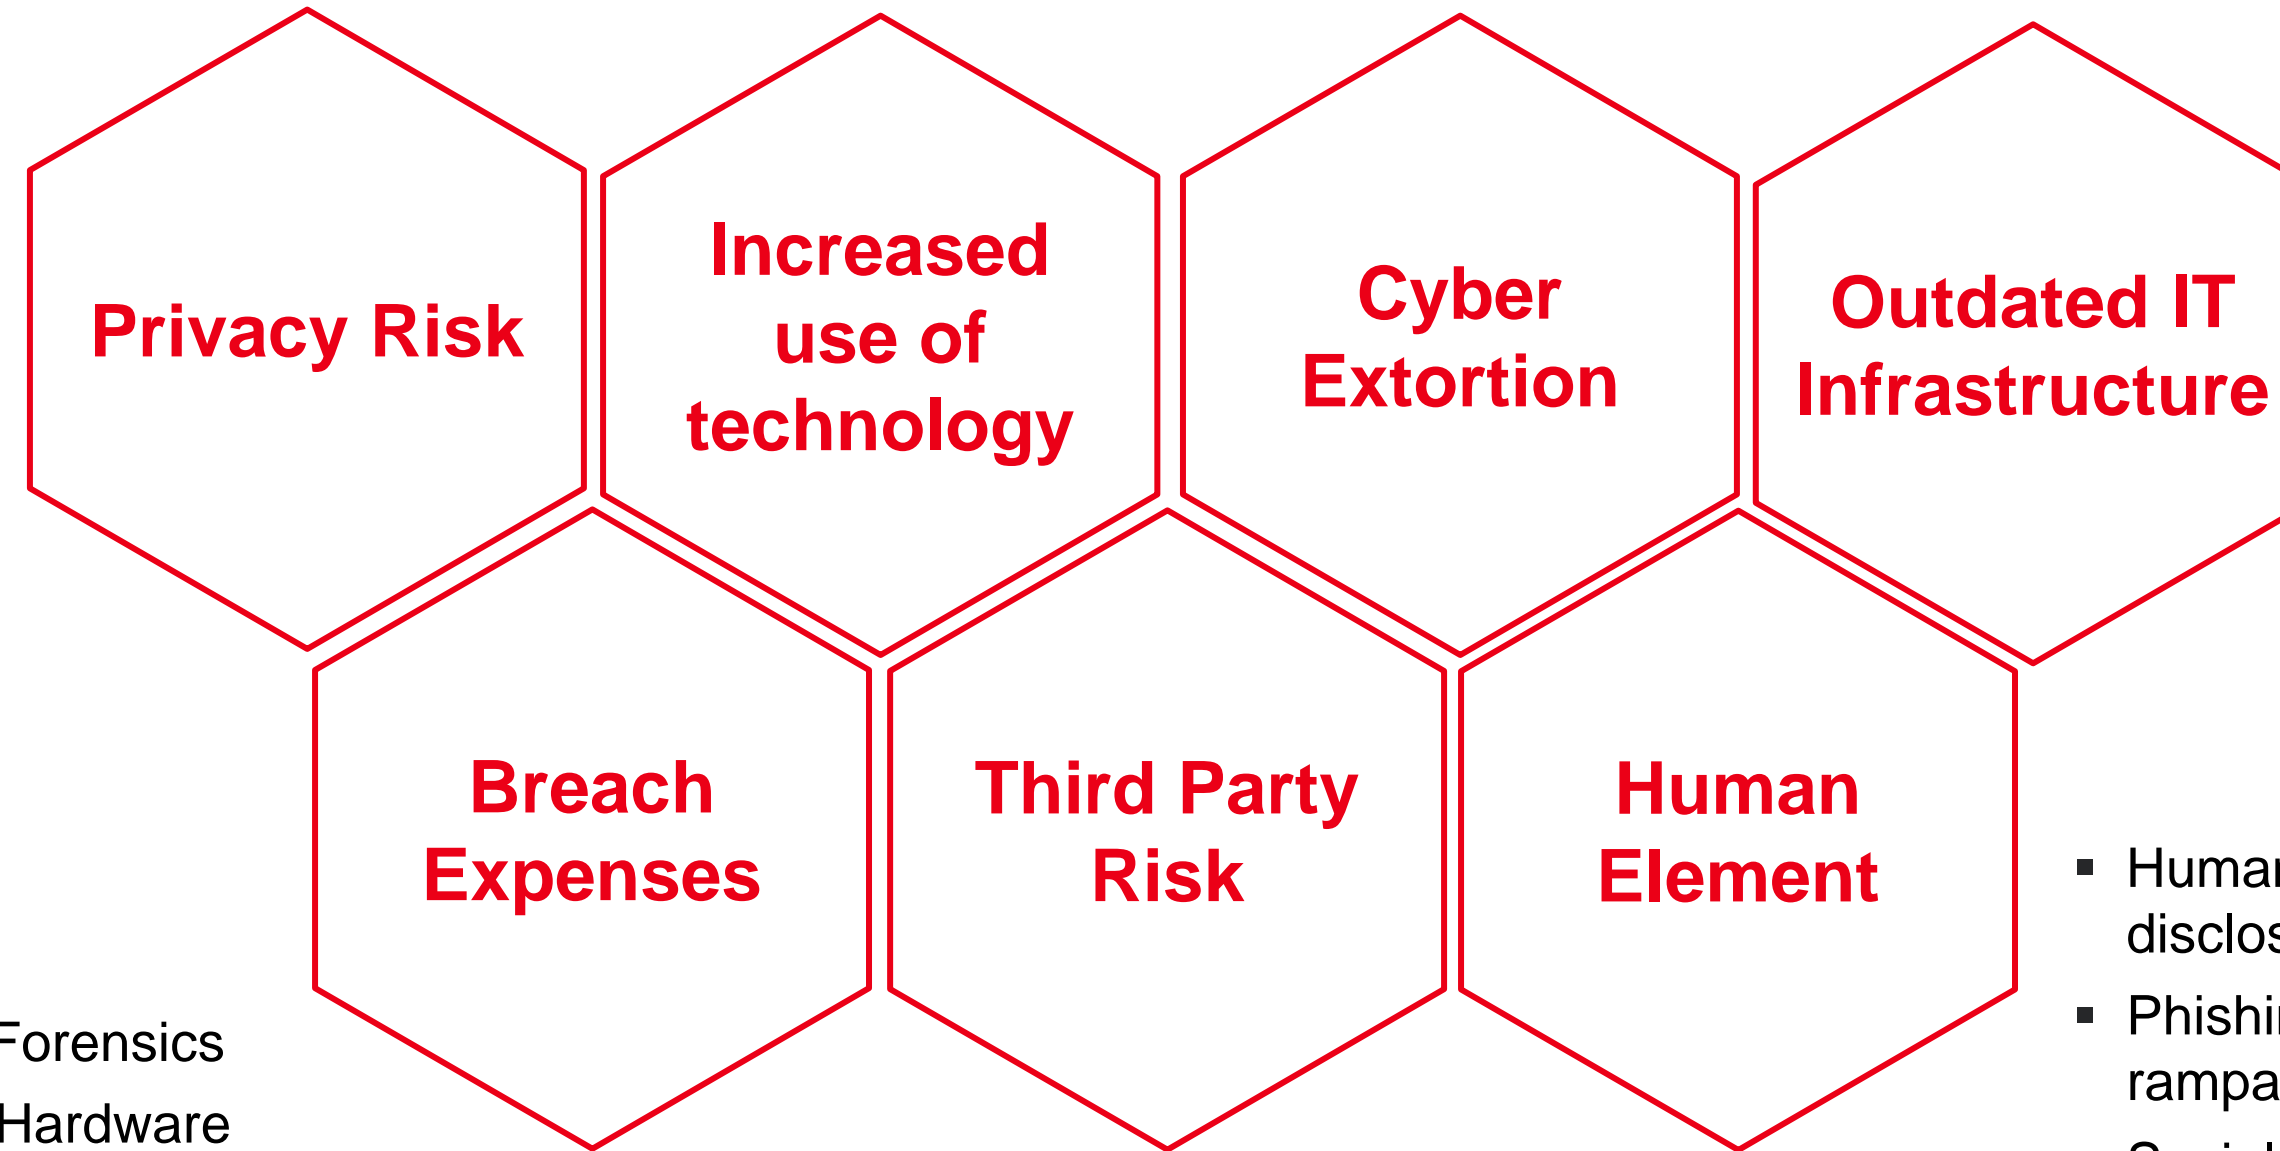 Privacy Risk
Increased
use of
technology
Cyber
Extortion
Outdated IT
Infrastructure
Breach
Expenses
Third Party
Risk
Human
Element
Forensics
Hardware